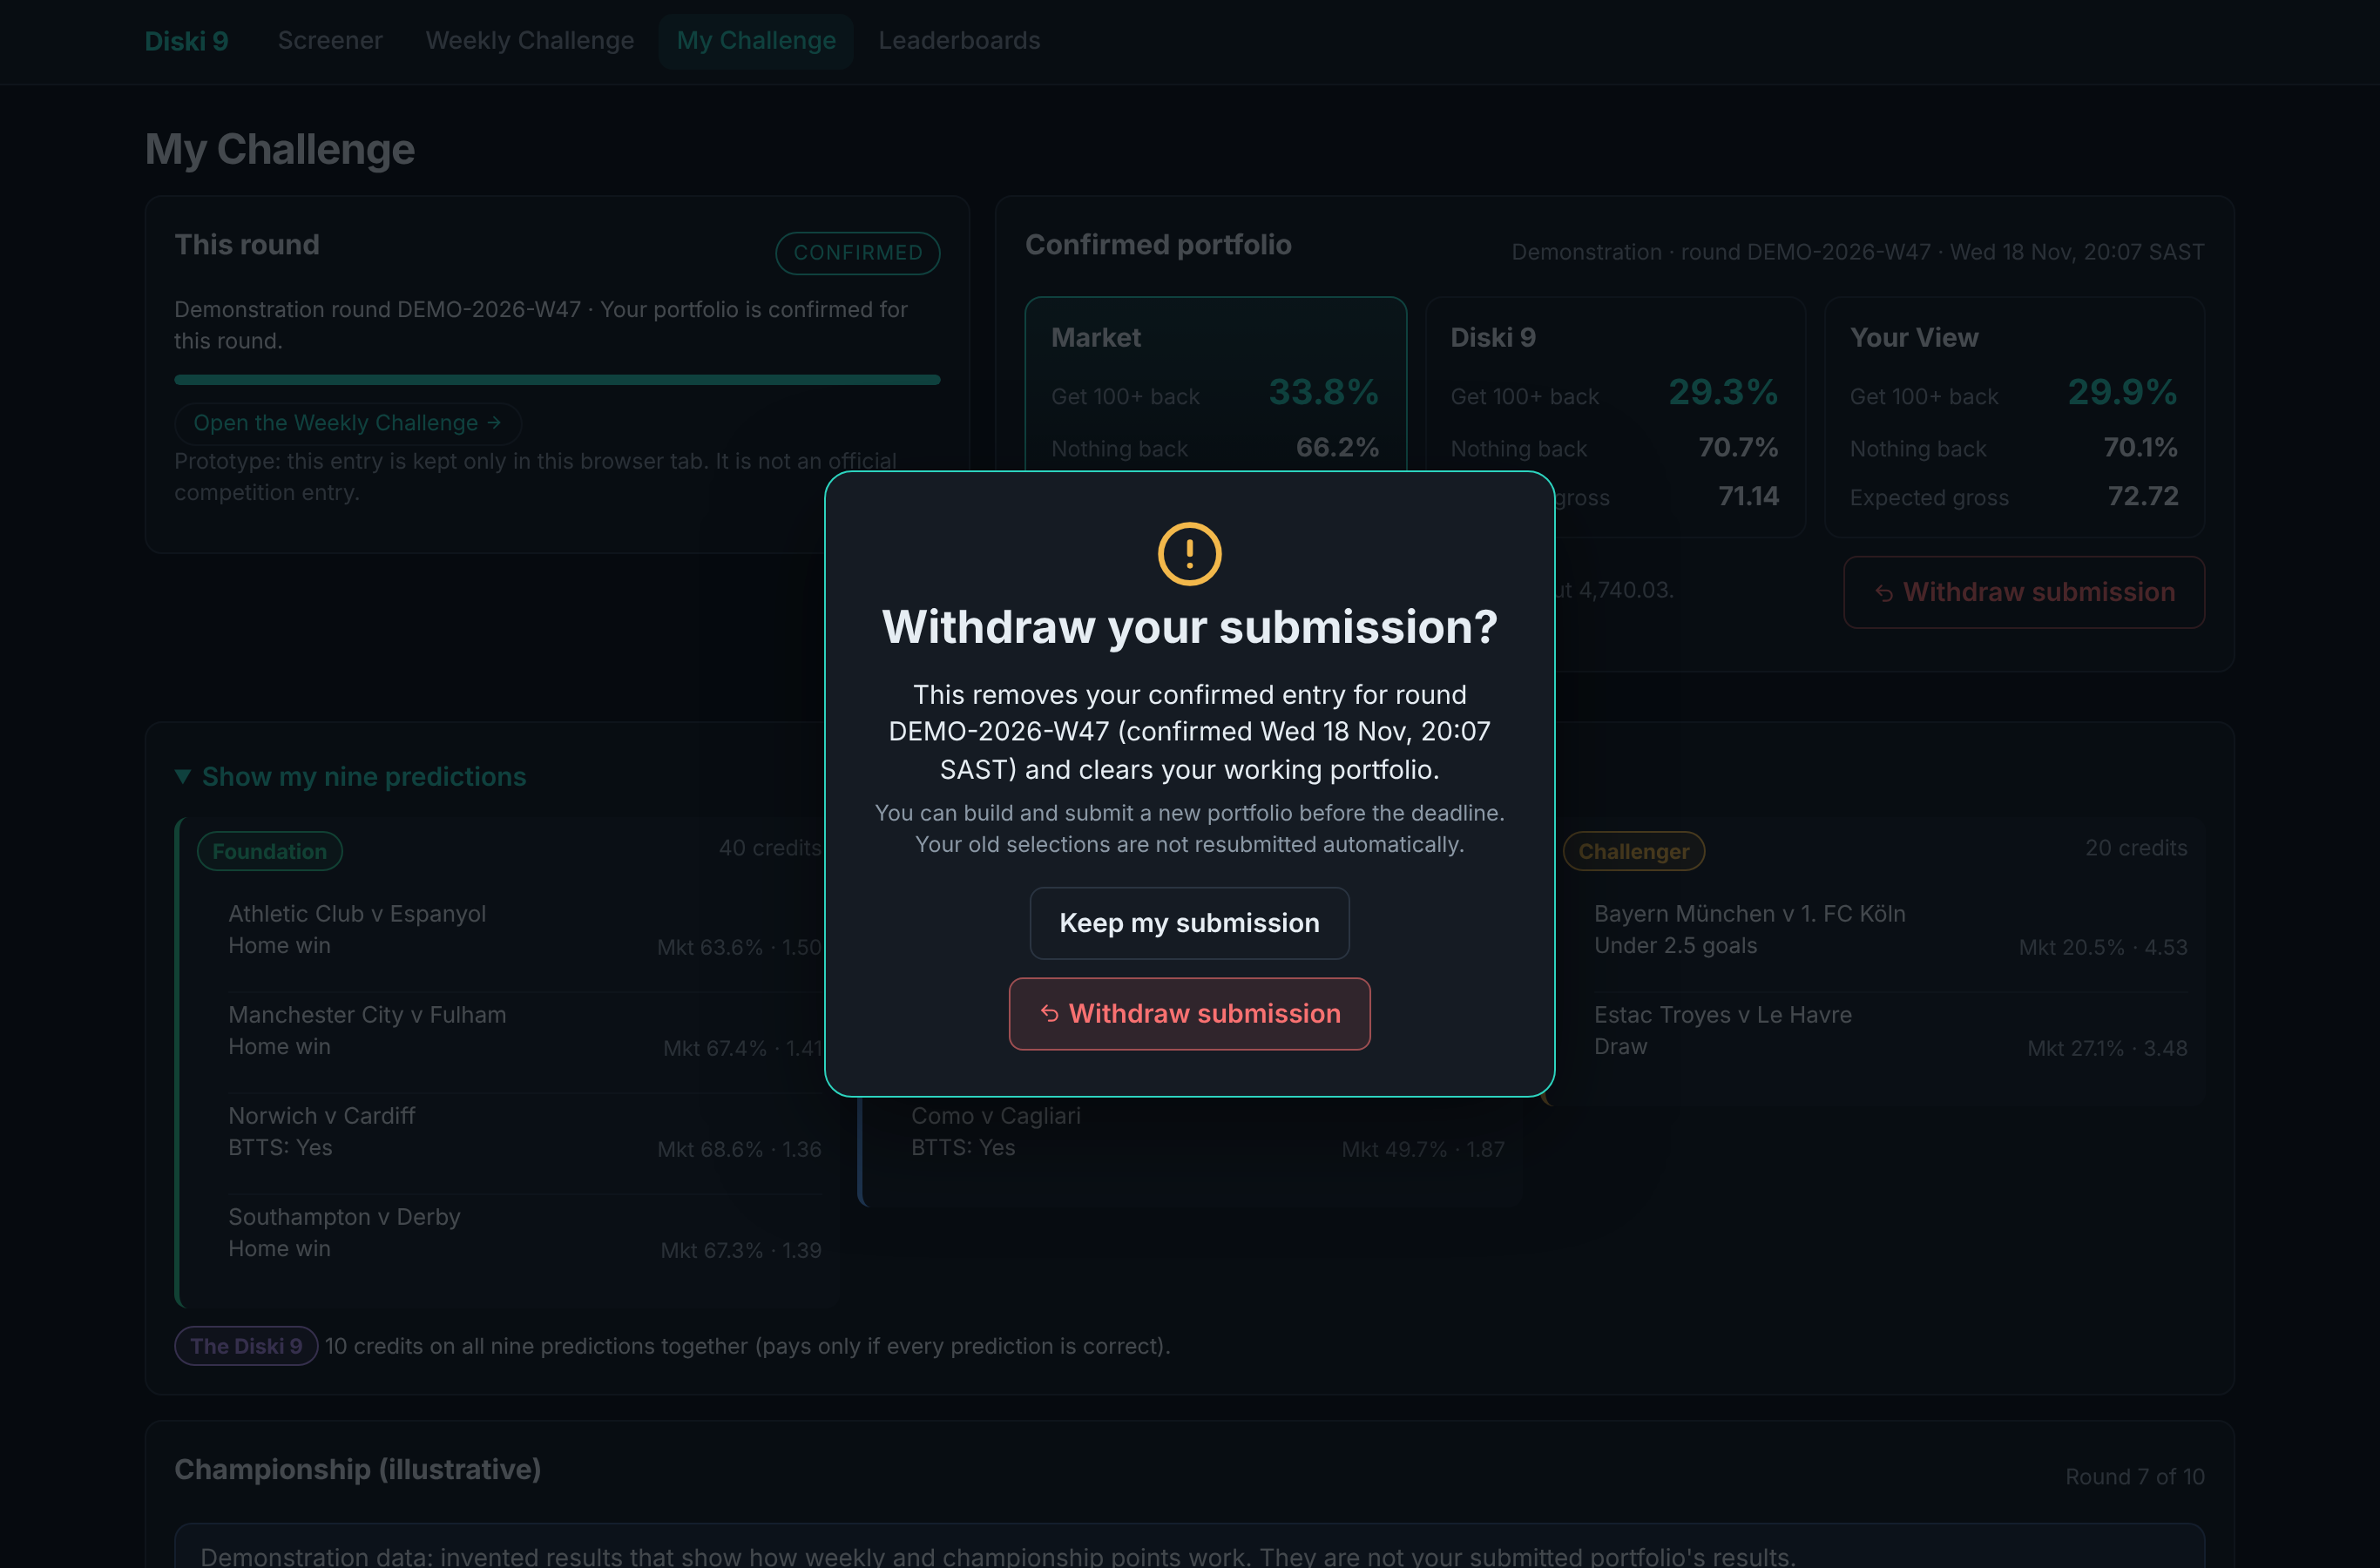 Diski 9 Screener Weekly Challenge My Challenge Leaderboards
My Challenge
This round
CONFIRMED
Demonstration round DEMO-2026-W47 · Your portfolio is confirmed for
this round.
Open the Weekly Challenge →
Prototype: this entry is kept only in this browser tab. It is not an official
competition entry.
Confirmed portfolio
Demonstration · round DEMO-2026-W47 · Wed 18 Nov, 20:07 SAST
Market
Get 100+ back 33.8%
Nothing back 66.2%
Diski 9
Get 100+ back 29.3%
Nothing back 70.7%
gross 71.14
Your View
Get 100+ back 29.9%
Nothing back 70.1%
Expected gross 72.72
4,740.03.
Withdraw submission
Withdraw your submission?
This removes your confirmed entry for round
DEMO-2026-W47 (confirmed Wed 18 Nov, 20:07
SAST) and clears your working portfolio.
You can build and submit a new portfolio before the deadline.
Your old selections are not resubmitted automatically.
Keep my submission
Withdraw submission
▼ Show my nine predictions
Foundation 40 credits
Athletic Club v Espanyol
Home win Mkt 63.6% · 1.50
Manchester City v Fulham
Home win Mkt 67.4% · 1.41
Norwich v Cardiff
BTTS: Yes Mkt 68.6% · 1.36
Southampton v Derby
Home win Mkt 67.3% · 1.39
Como v Cagliari
BTTS: Yes Mkt 49.7% · 1.87
Challenger 20 credits
Bayern München v 1. FC Köln
Under 2.5 goals Mkt 20.5% · 4.53
Estac Troyes v Le Havre
Draw Mkt 27.1% · 3.48
The Diski 9 10 credits on all nine predictions together (pays only if every prediction is correct).
Championship (illustrative)
Round 7 of 10
Demonstration data: invented results that show how weekly and championship points work. They are not your submitted portfolio's results.